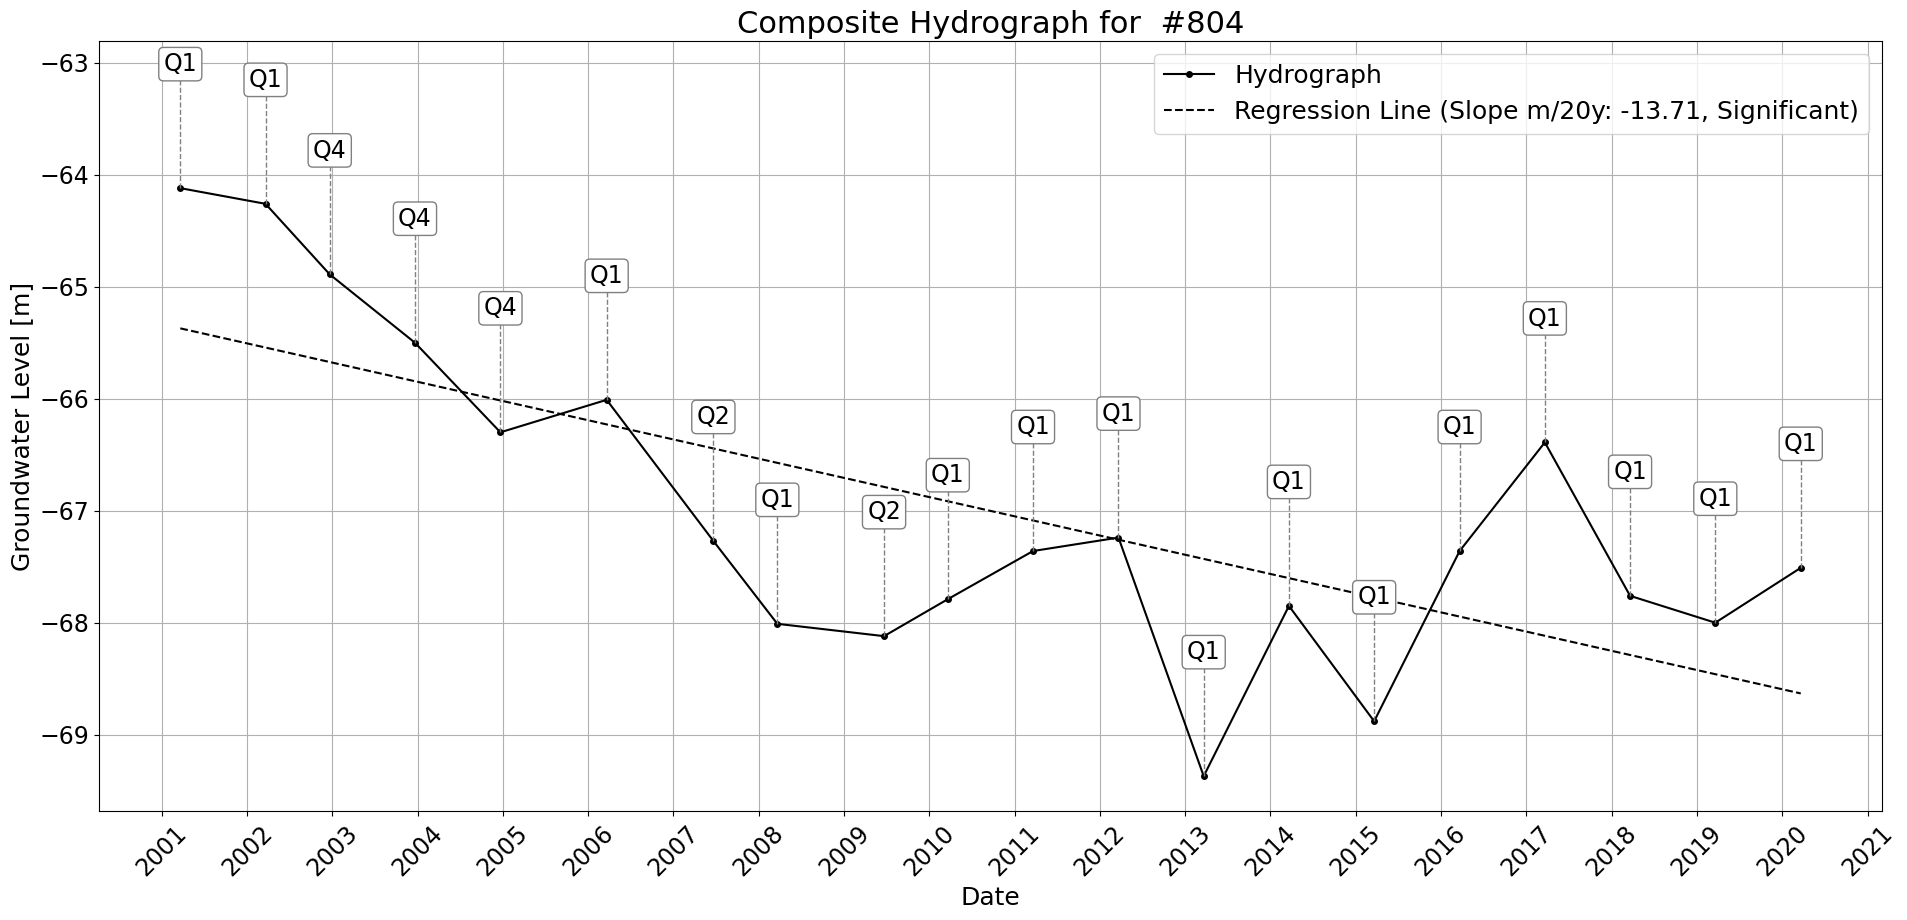 Composite Hydrograph for  #804
Hydrograph
Regression Line (Slope m/20y: -13.71, Significant)
Groundwater Level [m]
−63
−64
−65
−66
−67
−68
−69
Q1
Q1
Q4
Q4
Q4
Q1
Q2
Q1
Q2
Q1
Q1
Q1
Q1
Q1
Q1
Q1
Q1
Q1
Q1
Q1
2001
2002
2003
2004
2005
2006
2007
2008
2009
2010
2011
2012
2013
2014
2015
2016
2017
2018
2019
2020
2021
Date